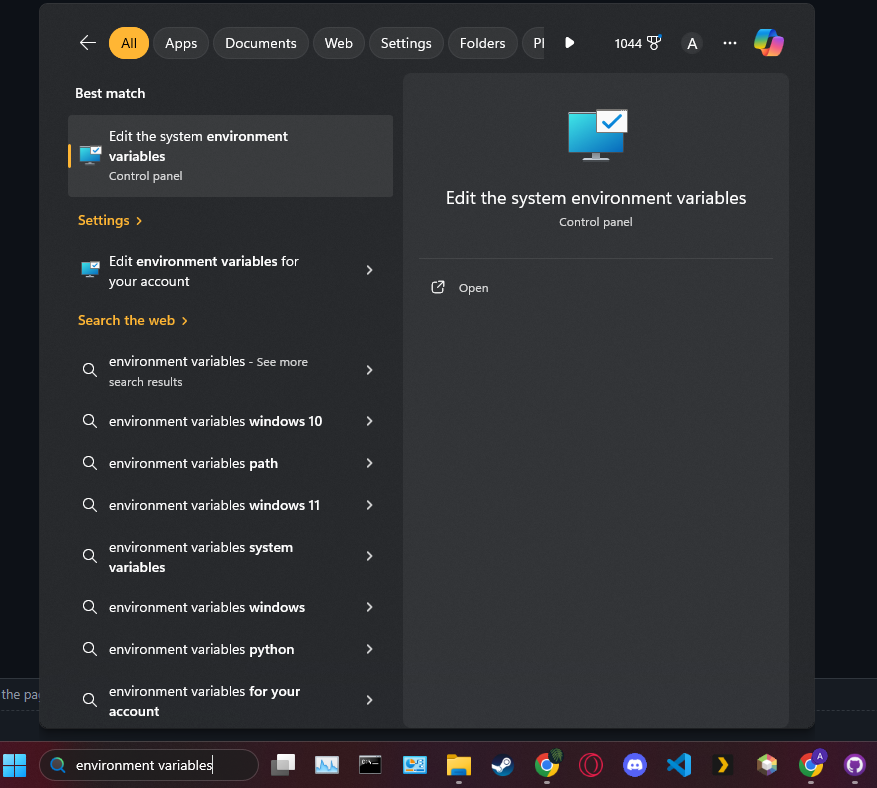 All
Apps
Documents
Web
Settings
Folders
1044
A
Best match
Edit the system environment
variables
Control panel
Settings
Edit environment variables for
your account
Search the web
environment variables - See more
search results
environment variables windows 10
environment variables path
environment variables windows 11
environment variables system
variables
environment variables windows
environment variables python
environment variables for your
account
Edit the system environment variables
Control panel
Open
the
environment variables
A